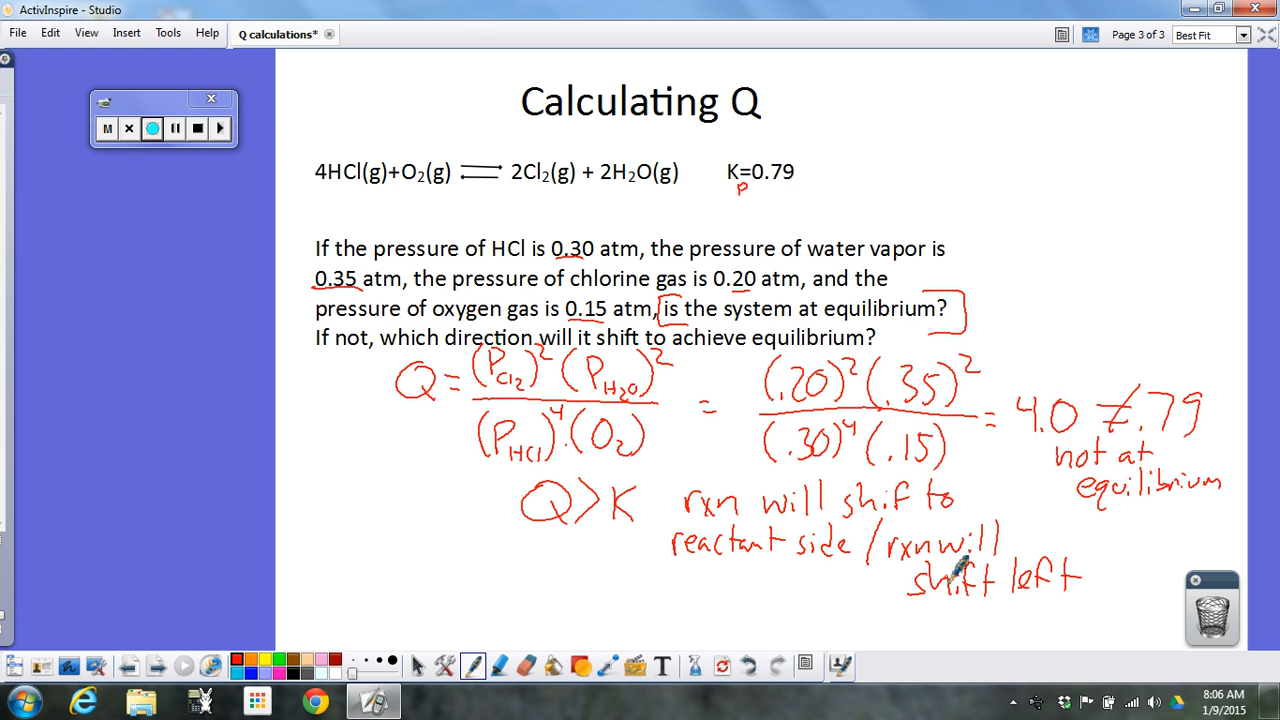 ActivInspire - Studio
File Edit View Insert Tools Help Q calculations* Page 3 of 3 Best Fit
Calculating Q
M
4HCl(g)+O₂(g) ⇌ 2Cl₂(g) + 2H₂O(g) K=0.79
p
If the pressure of HCl is 0.30 atm, the pressure of water vapor is
0.35 atm, the pressure of chlorine gas is 0.20 atm, and the
pressure of oxygen gas is 0.15 atm, is the system at equilibrium?
If not, which direction will it shift to achieve equilibrium?
Q = (P_Cl₂)² (P_H₂O)² / (P_HCl)⁴·(O₂) = (.20)² (.35)² / (.30)⁴ (.15) = 4.0 ≠ .79
not at
equilibrium
Q > K rxn will shif to
reactant side / rxn will
shift left
T
8:06 AM
1/9/2015